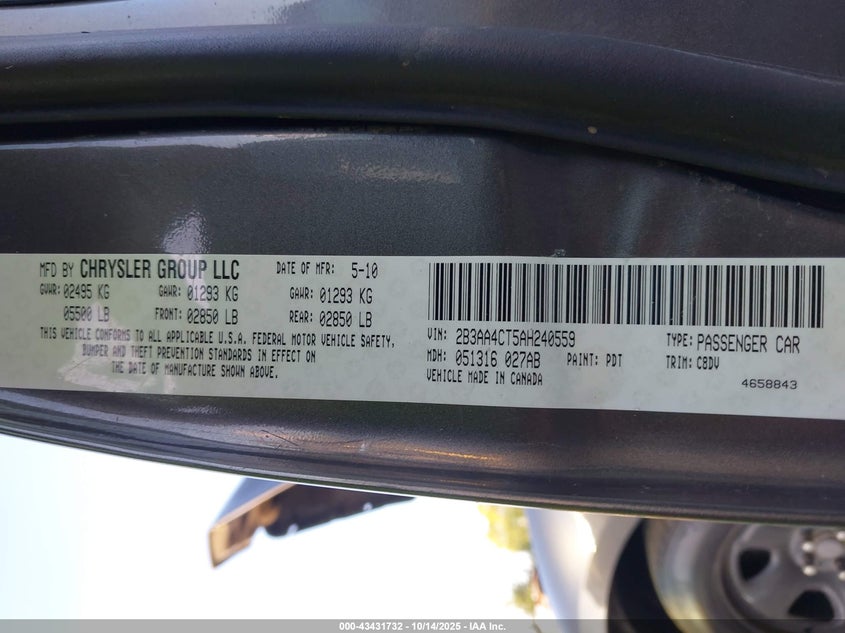 MFD BY CHRYSLER GROUP LLC DATE OF MFR: 5-10
GVWR: 02495 KG GAWR: 01293 KG GAWR: 01293 KG
05500 LB FRONT: 02850 LB REAR: 02850 LB
THIS VEHICLE CONFORMS TO ALL APPLICABLE U.S.A. FEDERAL MOTOR VEHICLE SAFETY,
BUMPER AND THEFT PREVENTION STANDARDS IN EFFECT ON
THE DATE OF MANUFACTURE SHOWN ABOVE.
VIN: 2B3AA4CT5AH240559 TYPE: PASSENGER CAR
MDH: 051316 027AB PAINT: PDT TRIM: C8DV
VEHICLE MADE IN CANADA
4658843
000-43431732 - 10/14/2025 - IAA Inc.